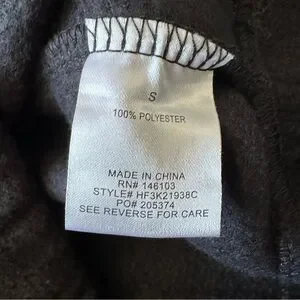 S
100% POLYESTER
MADE IN CHINA
RN# 146103
STYLE# HF3K21938C
PO# 205374
SEE REVERSE FOR CARE